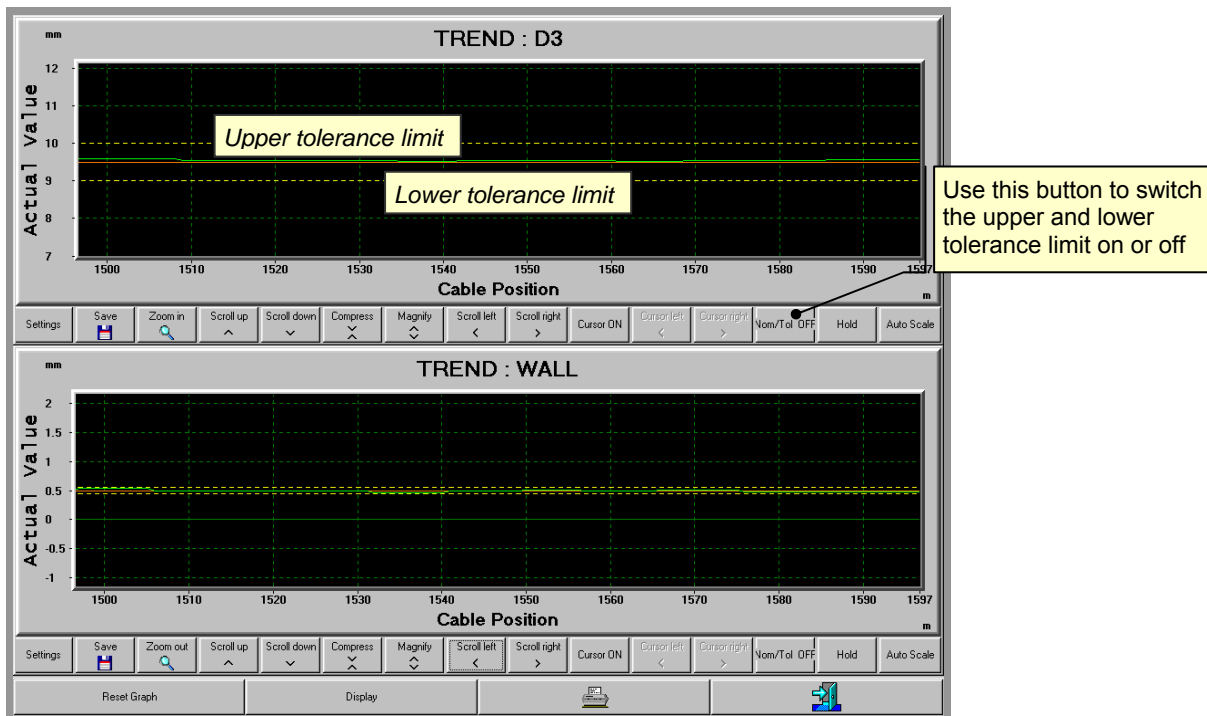 mm
TREND : D3
Actual Value
12
11
10
9
8
7
Upper tolerance limit
Lower tolerance limit
Use this button to switch
the upper and lower
tolerance limit on or off
1500 1510 1520 1530 1540 1550 1560 1570 1580 1590 1597
Cable Position
m
Settings Save Zoom in Scroll up Scroll down Compress Magnify Scroll left Scroll right Cursor ON Cursor left Cursor right Nom/Tol OFF Hold Auto Scale
mm
TREND : WALL
Actual Value
2
1.5
1
0.5
0
-0.5
-1
1500 1510 1520 1530 1540 1550 1560 1570 1580 1590 1597
Cable Position
m
Settings Save Zoom out Scroll up Scroll down Compress Magnify Scroll left Scroll right Cursor ON Cursor left Cursor right Nom/Tol OFF Hold Auto Scale
Reset Graph Display